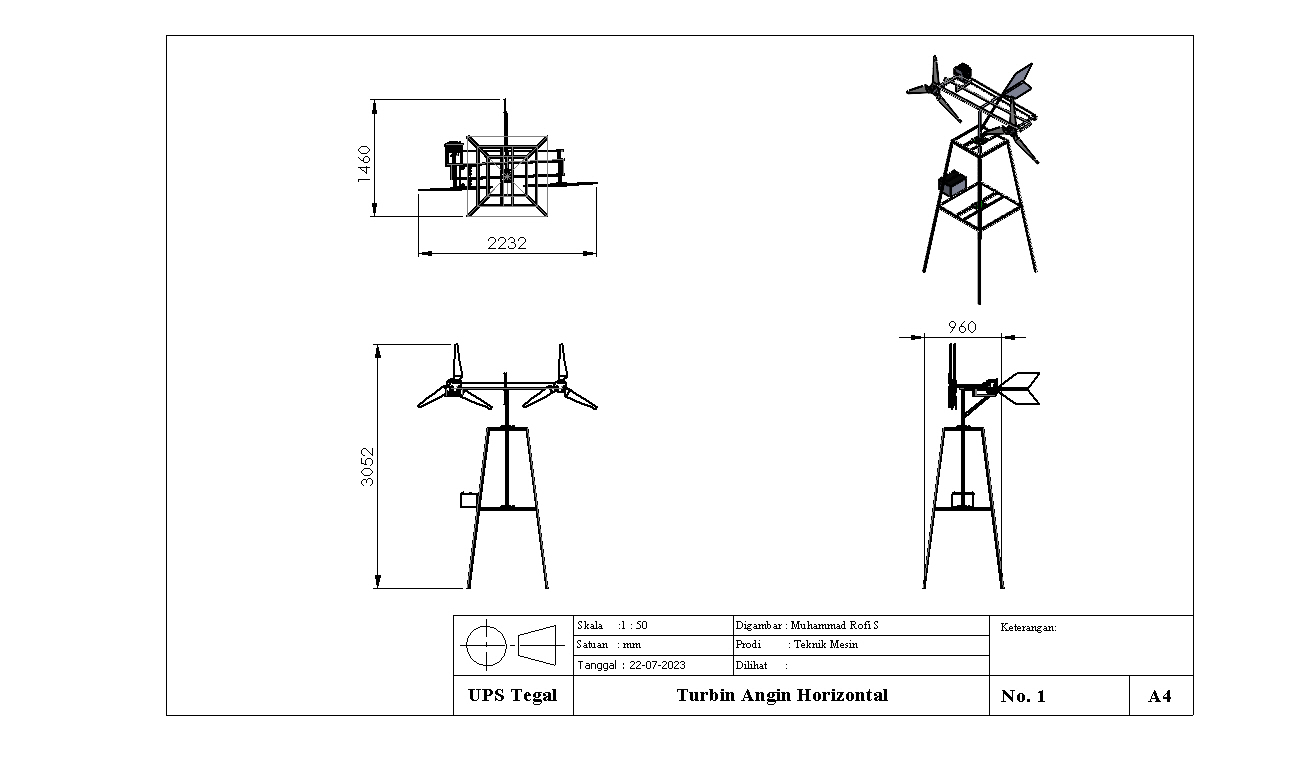 1460
2232
3052
960
Skala :1 : 50
Satuan : mm
Tanggal : 22-07-2023
Digambar : Muhammad Rofi S
Prodi : Teknik Mesin
Dilihat :
Keterangan:
UPS Tegal
Turbin Angin Horizontal
No. 1
A4